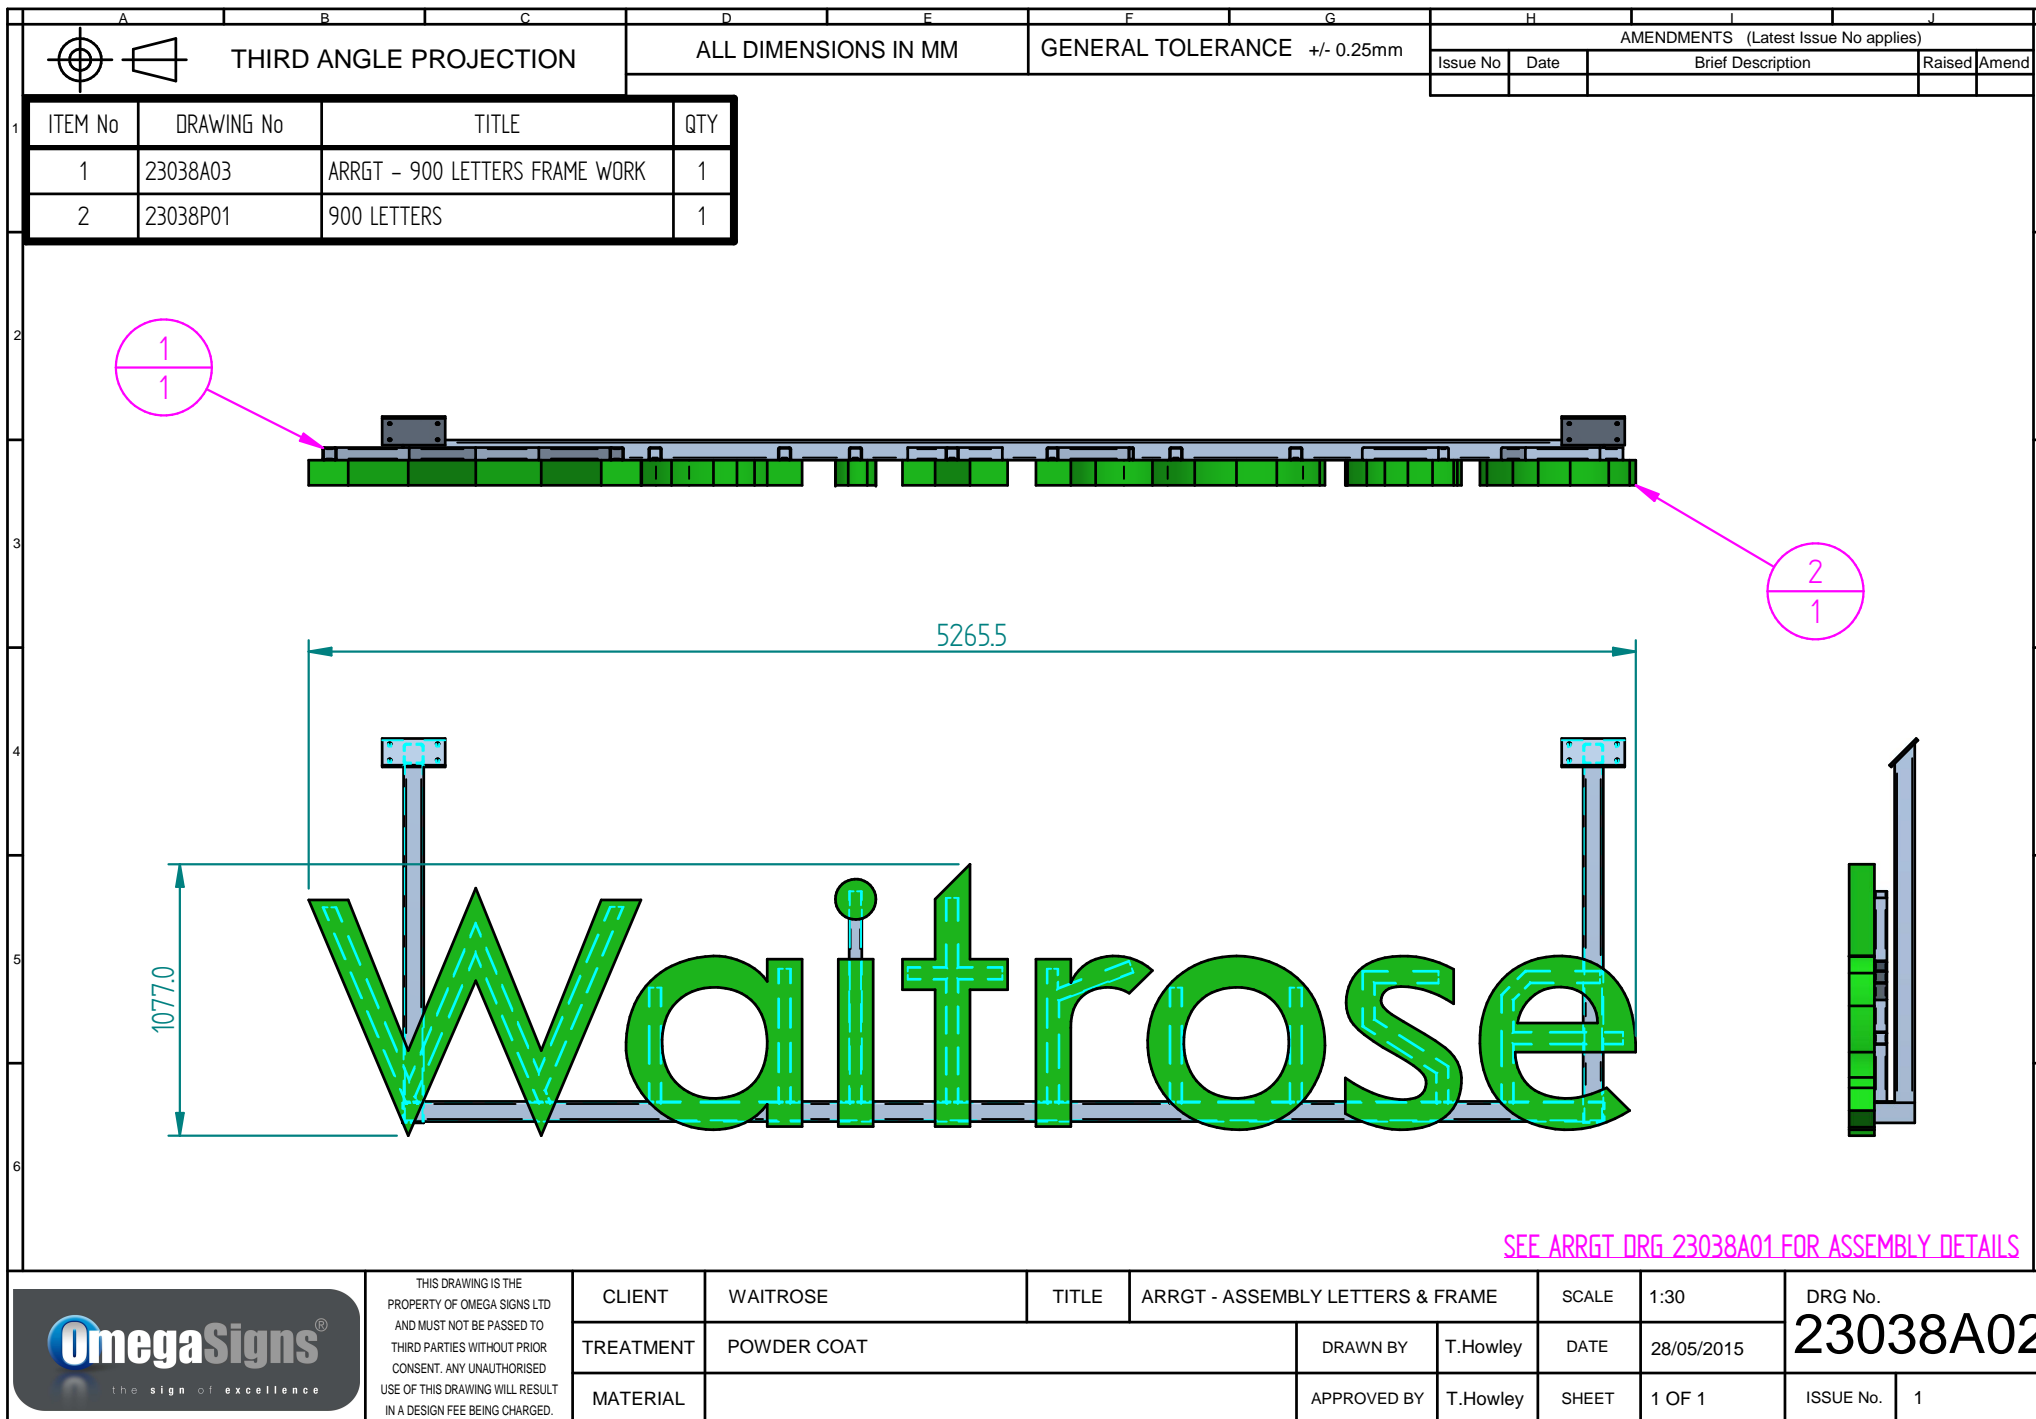 A B C D E F G H I J
THIRD ANGLE PROJECTION
ALL DIMENSIONS IN MM
GENERAL TOLERANCE +/- 0.25mm
AMENDMENTS (Latest Issue No applies)
Issue No Date Brief Description Raised Amend
ITEM No DRAWING No TITLE QTY
1 23038A03 ARRGT - 900 LETTERS FRAME WORK 1
2 23038P01 900 LETTERS 1
1
2
3
4
5
6
1
1
2
1
5265.5
1077.0
Waitrose
SEE ARRGT DRG 23038A01 FOR ASSEMBLY DETAILS
OmegaSigns®
the sign of excellence
THIS DRAWING IS THE
PROPERTY OF OMEGA SIGNS LTD
AND MUST NOT BE PASSED TO
THIRD PARTIES WITHOUT PRIOR
CONSENT. ANY UNAUTHORISED
USE OF THIS DRAWING WILL RESULT
IN A DESIGN FEE BEING CHARGED.
CLIENT WAITROSE
TITLE ARRGT - ASSEMBLY LETTERS & FRAME
SCALE 1:30
DRG No.
23038A02
TREATMENT POWDER COAT
DRAWN BY T.Howley
DATE 28/05/2015
MATERIAL
APPROVED BY T.Howley
SHEET 1 OF 1
ISSUE No. 1